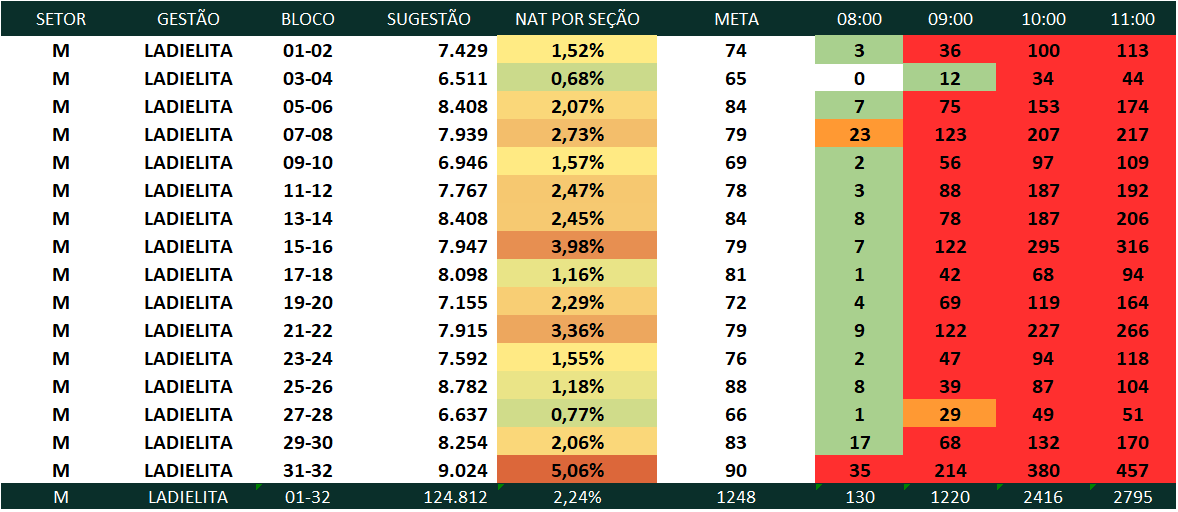 SETOR GESTÃO BLOCO SUGESTÃO NAT POR SEÇÃO META 08:00 09:00 10:00 11:00
M LADIELITA 01-02 7.429 1,52% 74 3 36 100 113
M LADIELITA 03-04 6.511 0,68% 65 0 12 34 44
M LADIELITA 05-06 8.408 2,07% 84 7 75 153 174
M LADIELITA 07-08 7.939 2,73% 79 23 123 207 217
M LADIELITA 09-10 6.946 1,57% 69 2 56 97 109
M LADIELITA 11-12 7.767 2,47% 78 3 88 187 192
M LADIELITA 13-14 8.408 2,45% 84 8 78 187 206
M LADIELITA 15-16 7.947 3,98% 79 7 122 295 316
M LADIELITA 17-18 8.098 1,16% 81 1 42 68 94
M LADIELITA 19-20 7.155 2,29% 72 4 69 119 164
M LADIELITA 21-22 7.915 3,36% 79 9 122 227 266
M LADIELITA 23-24 7.592 1,55% 76 2 47 94 118
M LADIELITA 25-26 8.782 1,18% 88 8 39 87 104
M LADIELITA 27-28 6.637 0,77% 66 1 29 49 51
M LADIELITA 29-30 8.254 2,06% 83 17 68 132 170
M LADIELITA 31-32 9.024 5,06% 90 35 214 380 457
M LADIELITA 01-32 124.812 2,24% 1248 130 1220 2416 2795